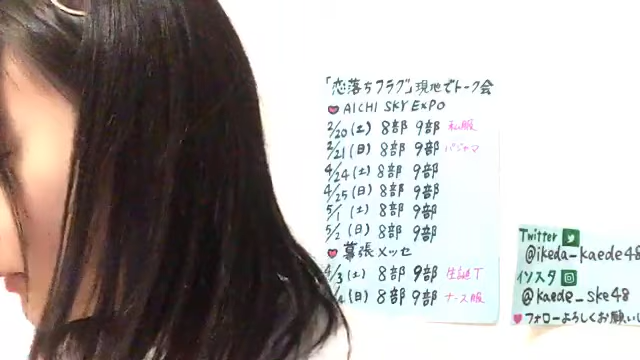 「恋落ちフラグ」現地でトーク会
AICHI SKY EXPO
2/20(土) 8部 9部 私服
2/21(日) 8部 9部 パジャマ
4/24(土) 8部 9部
4/25(日) 8部 9部
5/1 (土) 8部 9部
5/2 (日) 8部 9部
幕張メッセ
4/3(土) 8部 9部 生誕T
(日) 8部 9部 ナース服
Twitter
@ikeda_kaede48
インスタ
@kaede_ske48
フォローよろしくお願いし